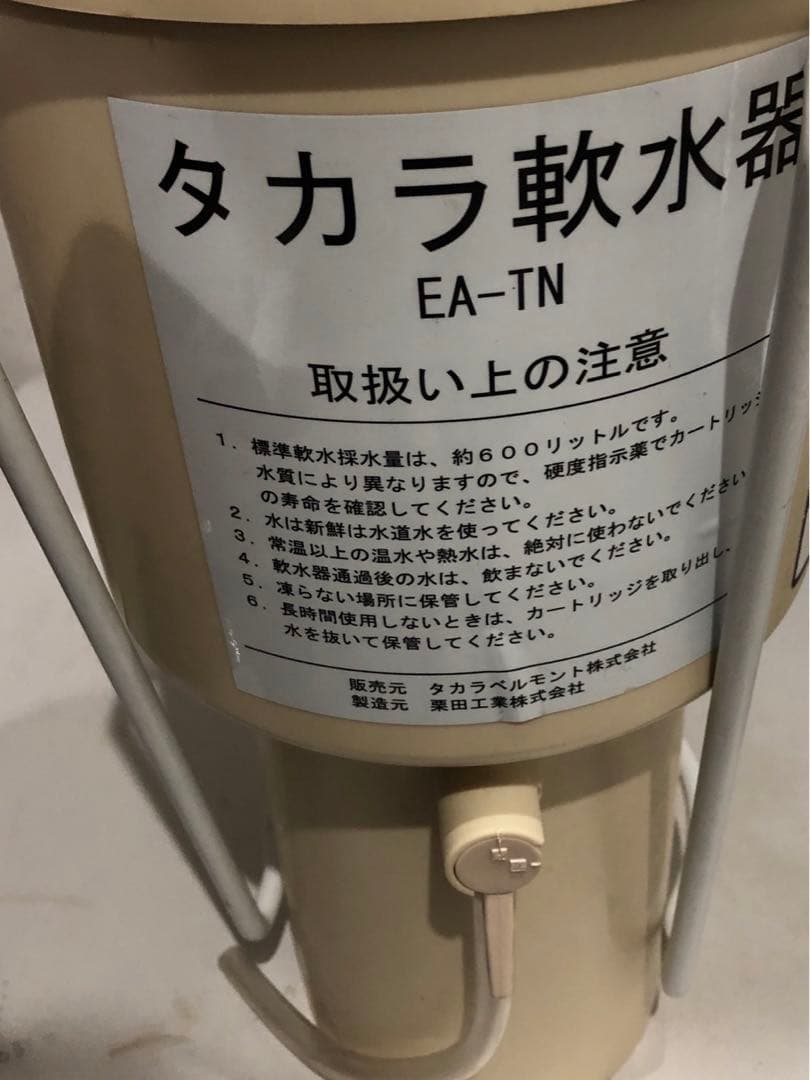 タカラ軟水器
EA-TN
取扱い上の注意
1. 標準軟水採水量は、約600リットルです。
水質により異なりますので、硬度指示薬でカートリッジ
の寿命を確認してください。
2. 水は新鮮は水道水を使ってください。
3. 常温以上の温水や熱水は、絶対に使わないでください
4. 軟水器通過後の水は、飲まないでください。
5. 凍らない場所に保管してください。
6. 長時間使用しないときは、カートリッジを取り出し、
水を抜いて保管してください。
販売元 タカラベルモント株式会社
製造元 栗田工業株式会社